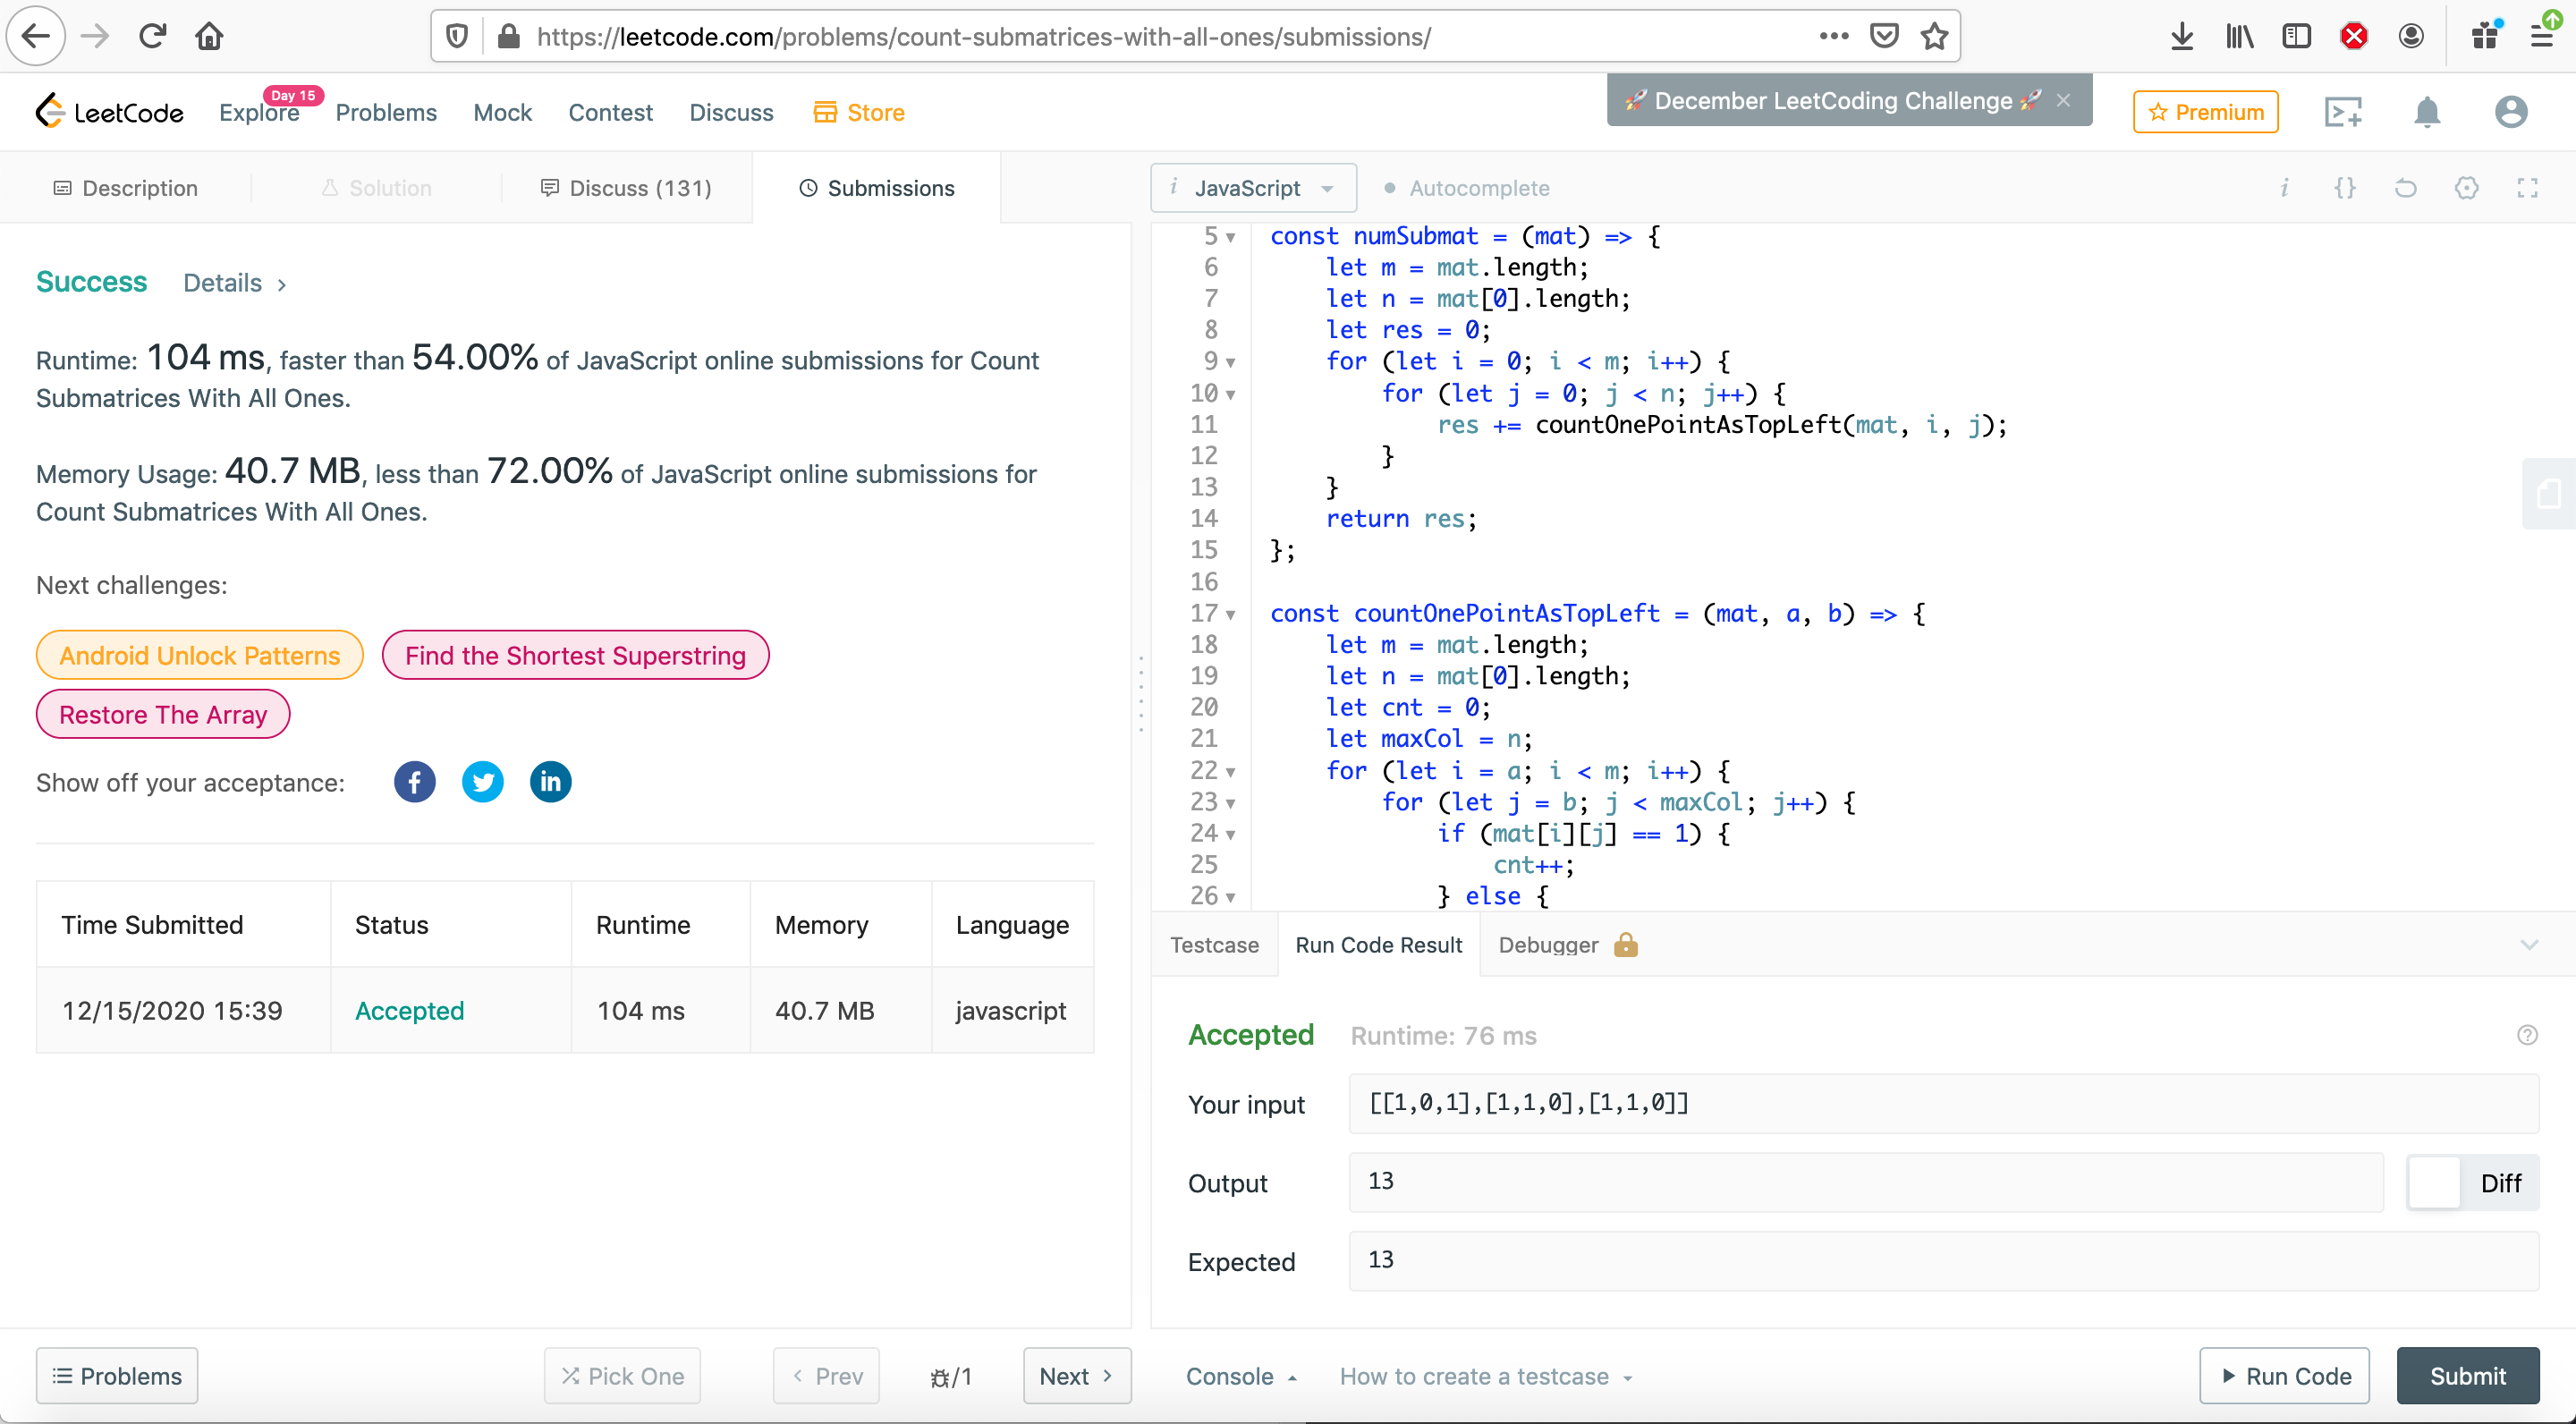 https://leetcode.com/problems/count-submatrices-with-all-ones/submissions/
LeetCode
Explore
Day 15
Problems
Mock
Contest
Discuss
Store
🚀 December LeetCoding Challenge 🚀 ×
Premium
Description
Solution
Discuss (131)
Submissions
i JavaScript
Autocomplete
Success
Details >
Runtime: 104 ms, faster than 54.00% of JavaScript online submissions for Count
Submatrices With All Ones.
Memory Usage: 40.7 MB, less than 72.00% of JavaScript online submissions for
Count Submatrices With All Ones.
Next challenges:
Android Unlock Patterns
Find the Shortest Superstring
Restore The Array
Show off your acceptance:
Time Submitted Status Runtime Memory Language
12/15/2020 15:39 Accepted 104 ms 40.7 MB javascript
5 const numSubmat = (mat) => {
6 let m = mat.length;
7 let n = mat[0].length;
8 let res = 0;
9 for (let i = 0; i < m; i++) {
10 for (let j = 0; j < n; j++) {
11 res += countOnePointAsTopLeft(mat, i, j);
12 }
13 }
14 return res;
15 };
16
17 const countOnePointAsTopLeft = (mat, a, b) => {
18 let m = mat.length;
19 let n = mat[0].length;
20 let cnt = 0;
21 let maxCol = n;
22 for (let i = a; i < m; i++) {
23 for (let j = b; j < maxCol; j++) {
24 if (mat[i][j] == 1) {
25 cnt++;
26 } else {
Testcase
Run Code Result
Debugger
Accepted
Runtime: 76 ms
Your input
[[1,0,1],[1,1,0],[1,1,0]]
Output
13
Diff
Expected
13
Problems
Pick One
< Prev
/1
Next >
Console
How to create a testcase
Run Code
Submit